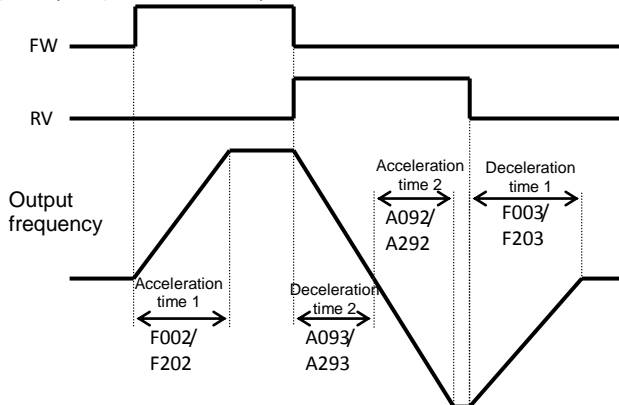 FW
RV
Output
frequency
Acceleration
time 2
A092/
A292
Deceleration
time 1
F003/
F203
Acceleration
time 1
F002/
F202
Deceleration
time 2
A093/
A293